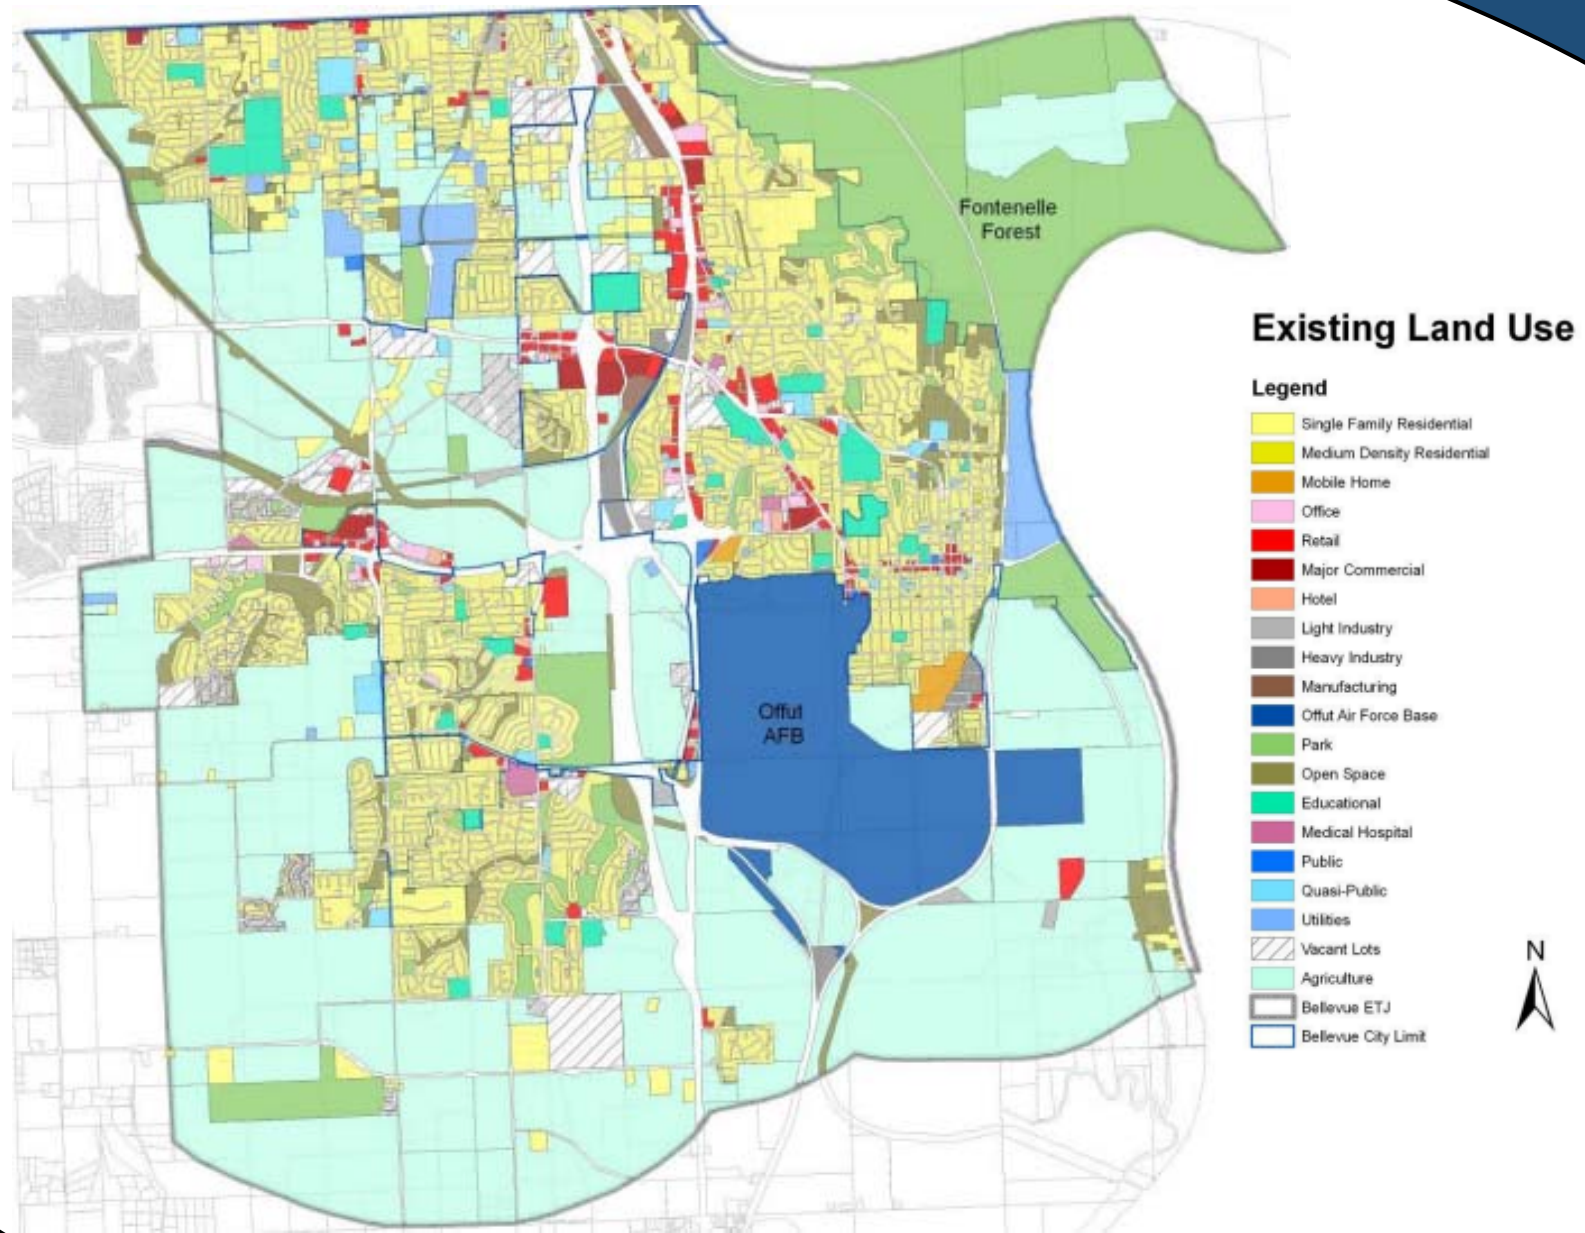 Fontenelle
Forest
Offut
AFB
Existing Land Use
Legend
Single Family Residential
Medium Density Residential
Mobile Home
Office
Retail
Major Commercial
Hotel
Light Industry
Heavy Industry
Manufacturing
Offut Air Force Base
Park
Open Space
Educational
Medical Hospital
Public
Quasi-Public
Utilities
Vacant Lots
Agriculture
Bellevue ETJ
Bellevue City Limit
N